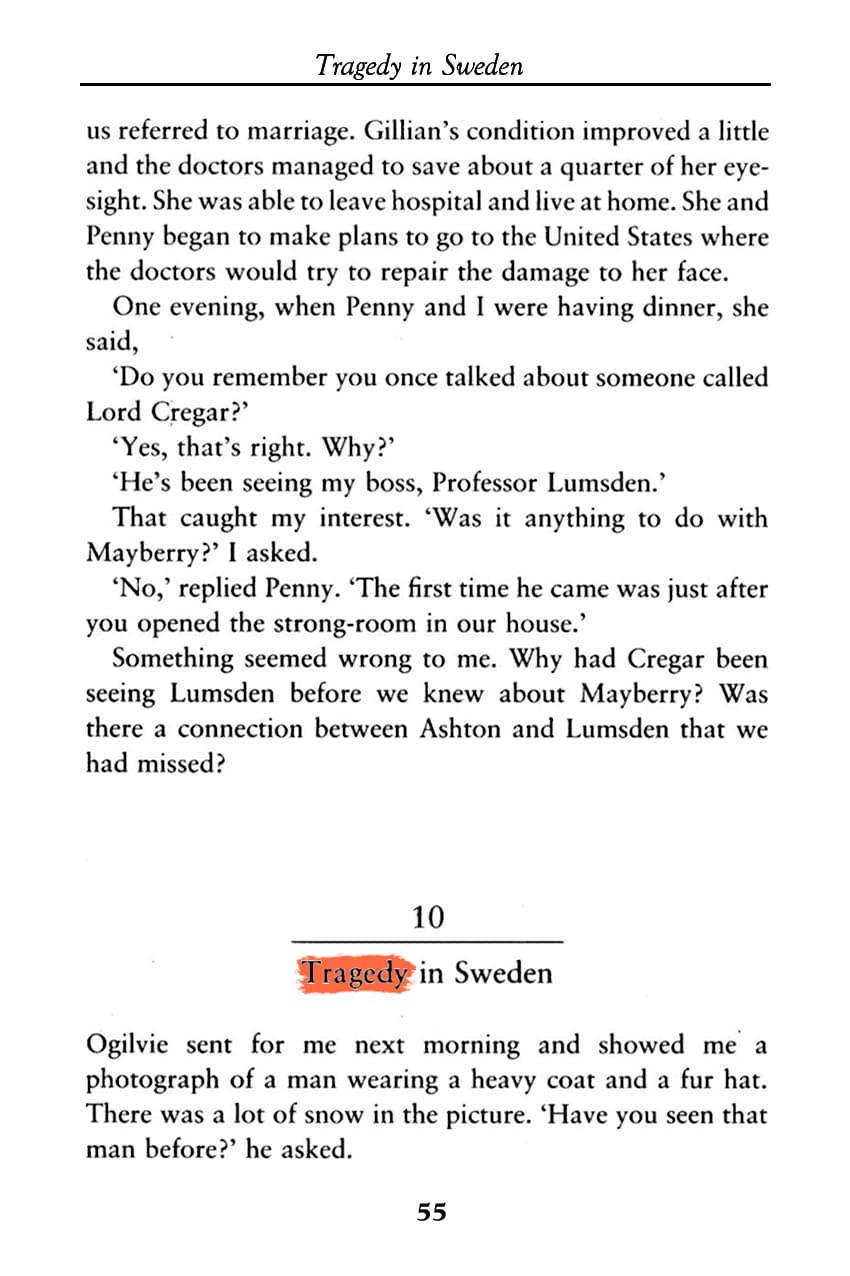 Tragedy in Sweden
us referred to marriage. Gillian's condition improved a little
and the doctors managed to save about a quarter of her eye-
sight. She was able to leave hospital and live at home. She and
Penny began to make plans to go to the United States where
the doctors would try to repair the damage to her face.
One evening, when Penny and I were having dinner, she
said,
‘Do you remember you once talked about someone called
Lord Cregar?’
‘Yes, that's right. Why?’
‘He's been seeing my boss, Professor Lumsden.’
That caught my interest. ‘Was it anything to do with
Mayberry?’ I asked.
‘No,’ replied Penny. ‘The first time he came was just after
you opened the strong-room in our house.’
Something seemed wrong to me. Why had Cregar been
seeing Lumsden before we knew about Mayberry? Was
there a connection between Ashton and Lumsden that we
had missed?
10
Tragedy in Sweden
Ogilvie sent for me next morning and showed me a
photograph of a man wearing a heavy coat and a fur hat.
There was a lot of snow in the picture. ‘Have you seen that
man before?’ he asked.
55